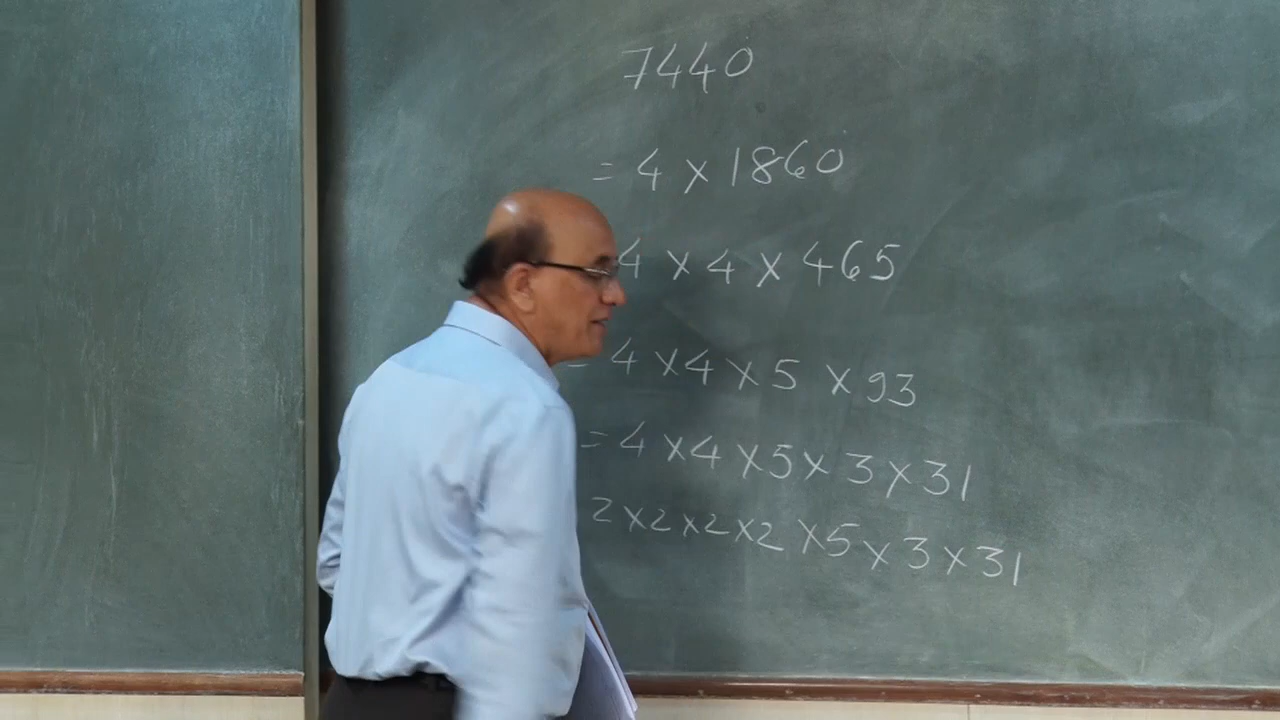 7440
= 4 × 1860
4 × 4 × 465
= 4 × 4 × 5 × 93
= 4 × 4 × 5 × 3 × 31
2 × 2 × 2 × 2 × 5 × 3 × 31